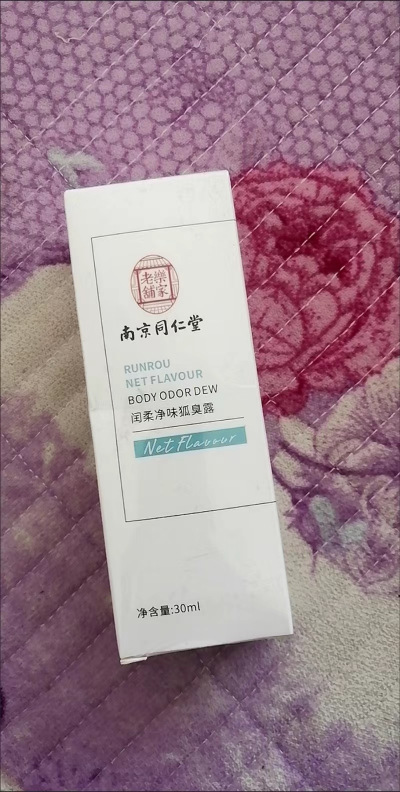 老樂
舖家
南京同仁堂
RUNROU
NET FLAVOUR
BODY ODOR DEW
闰柔净味狐臭露
Net Flavour
净含量:30ml